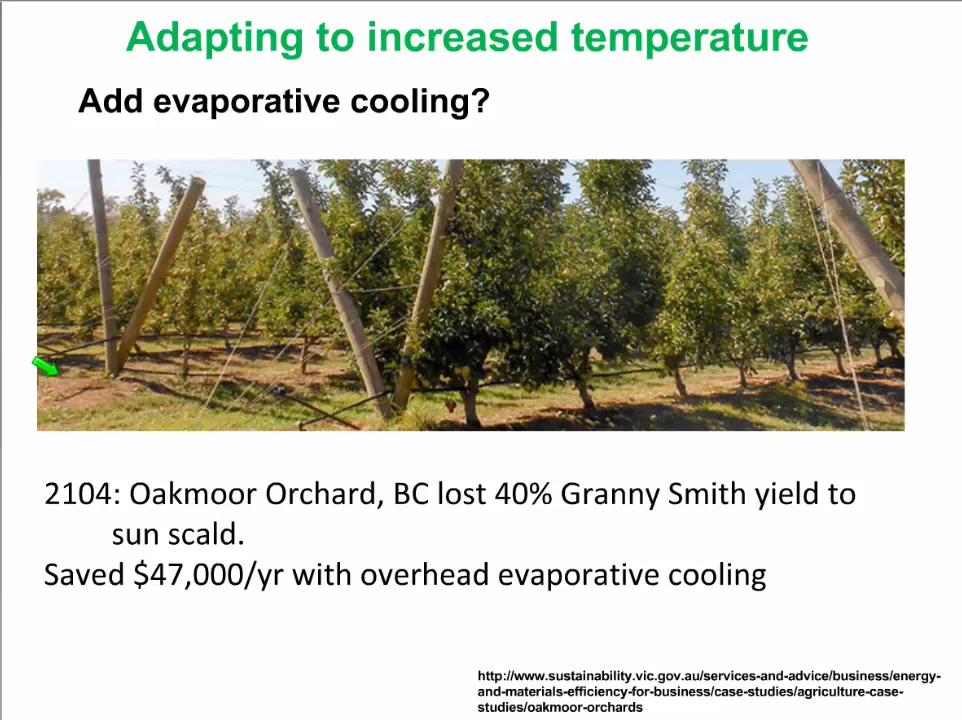 Adapting to increased temperature
Add evaporative cooling?
2104: Oakmoor Orchard, BC lost 40% Granny Smith yield to
sun scald.
Saved $47,000/yr with overhead evaporative cooling
http://www.sustainability.vic.gov.au/services-and-advice/business/energy-
and-materials-efficiency-for-business/case-studies/agriculture-case-
studies/oakmoor-orchards